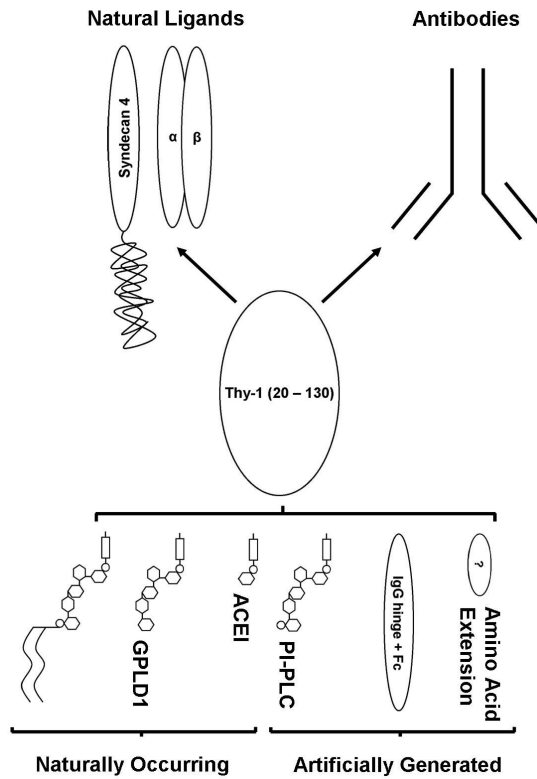 Natural Ligands
Antibodies
Syndecan 4
α
β
Thy-1 (20 – 130)
GPLD1
ACEI
PI-PLC
IgG hinge + Fc
?
Amino Acid
Extension
Naturally Occurring
Artificially Generated